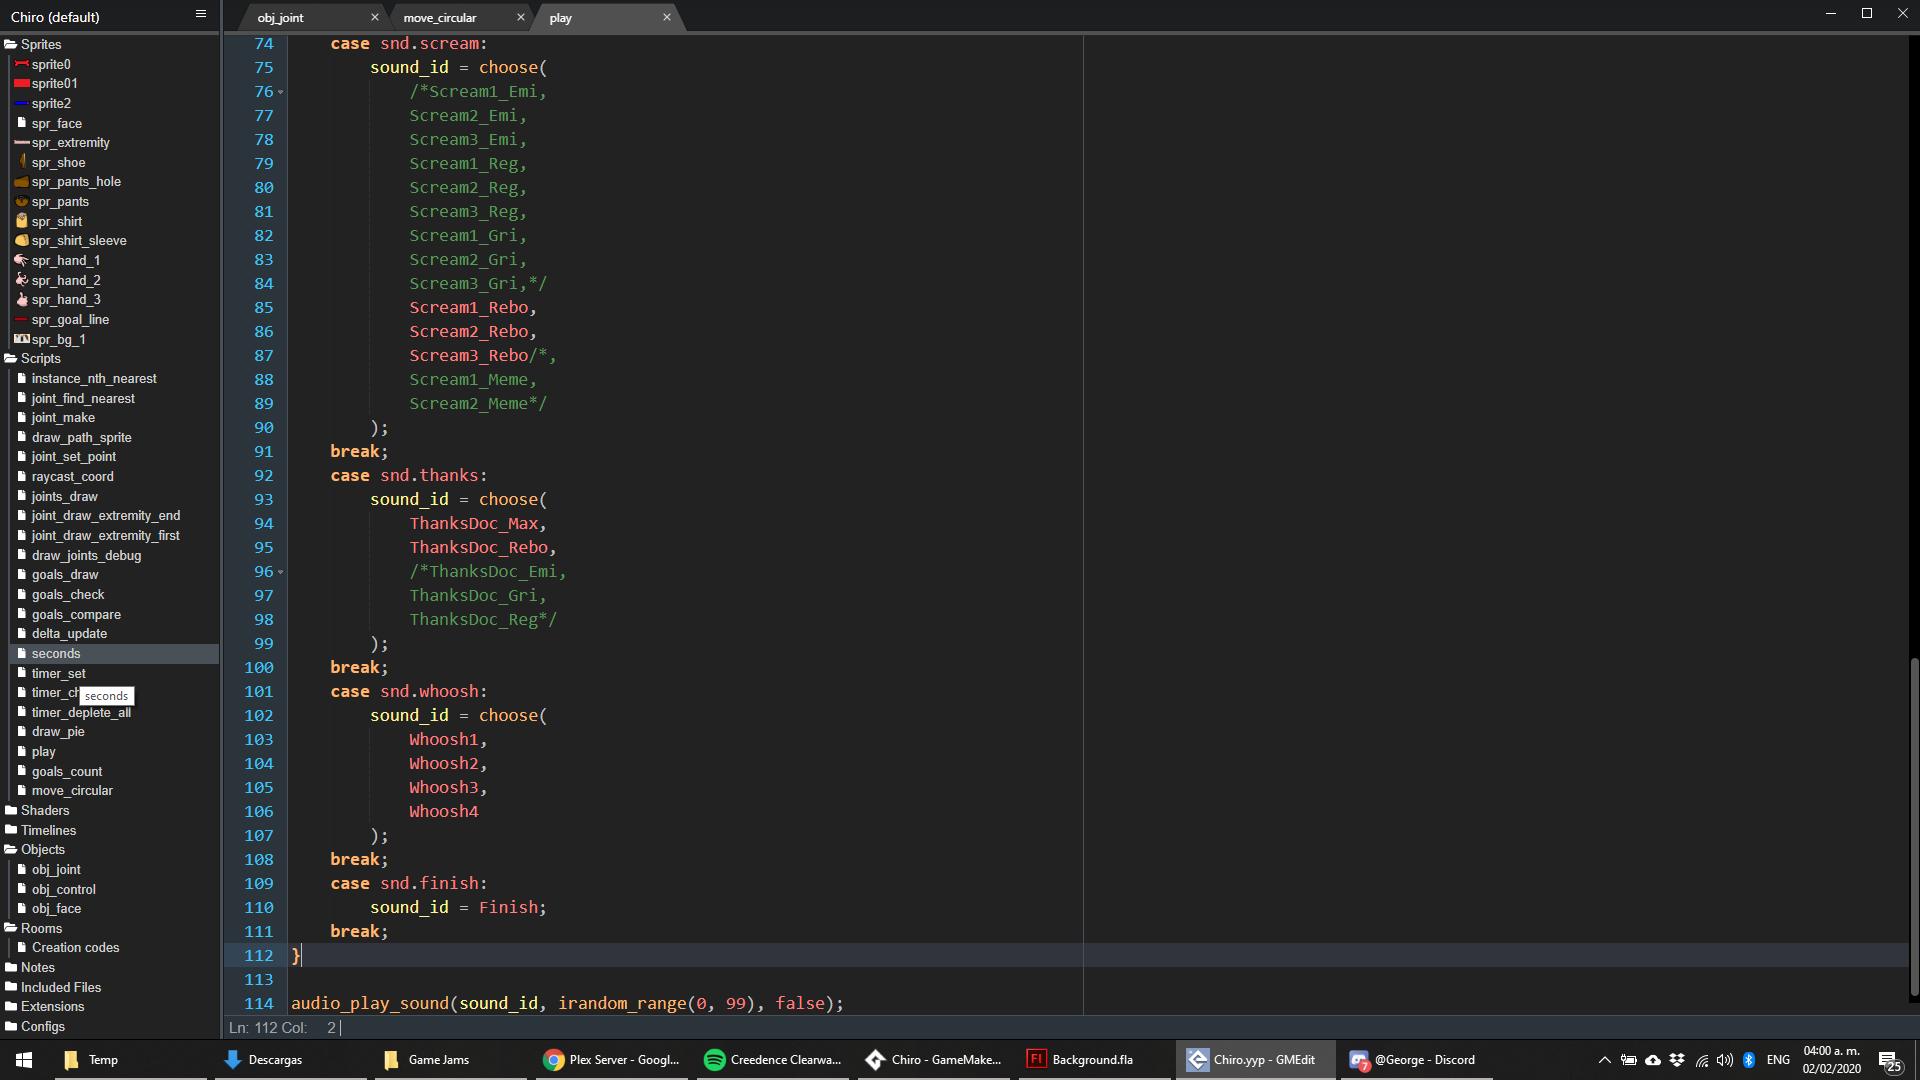 Chiro (default)
obj_joint
move_circular
play
Sprites
sprite0
sprite01
sprite2
spr_face
spr_extremity
spr_shoe
spr_pants_hole
spr_pants
spr_shirt
spr_shirt_sleeve
spr_hand_1
spr_hand_2
spr_hand_3
spr_goal_line
spr_bg_1
Scripts
instance_nth_nearest
joint_find_nearest
joint_make
draw_path_sprite
joint_set_point
raycast_coord
joints_draw
joint_draw_extremity_end
joint_draw_extremity_first
draw_joints_debug
goals_draw
goals_check
goals_compare
delta_update
seconds
timer_set
timer_ch
seconds
timer_deplete_all
draw_pie
play
goals_count
move_circular
Shaders
Timelines
Objects
obj_joint
obj_control
obj_face
Rooms
Creation codes
Notes
Included Files
Extensions
Configs
74 case snd.scream:
75 sound_id = choose(
76 /*Scream1_Emi,
77 Scream2_Emi,
78 Scream3_Emi,
79 Scream1_Reg,
80 Scream2_Reg,
81 Scream3_Reg,
82 Scream1_Gri,
83 Scream2_Gri,
84 Scream3_Gri,*/
85 Scream1_Rebo,
86 Scream2_Rebo,
87 Scream3_Rebo/*,
88 Scream1_Meme,
89 Scream2_Meme*/
90 );
91 break;
92 case snd.thanks:
93 sound_id = choose(
94 ThanksDoc_Max,
95 ThanksDoc_Rebo,
96 /*ThanksDoc_Emi,
97 ThanksDoc_Gri,
98 ThanksDoc_Reg*/
99 );
100 break;
101 case snd.whoosh:
102 sound_id = choose(
103 Whoosh1,
104 Whoosh2,
105 Whoosh3,
106 Whoosh4
107 );
108 break;
109 case snd.finish:
110 sound_id = Finish;
111 break;
112 }
113
114 audio_play_sound(sound_id, irandom_range(0, 99), false);
Ln: 112 Col: 2
Temp
Descargas
Game Jams
Plex Server - Googl...
Creedence Clearwa...
Chiro - GameMake...
Fl
Background.fla
Chiro.yyp - GMEdit
7
@George - Discord
ENG
04:00 a. m.
02/02/2020
25